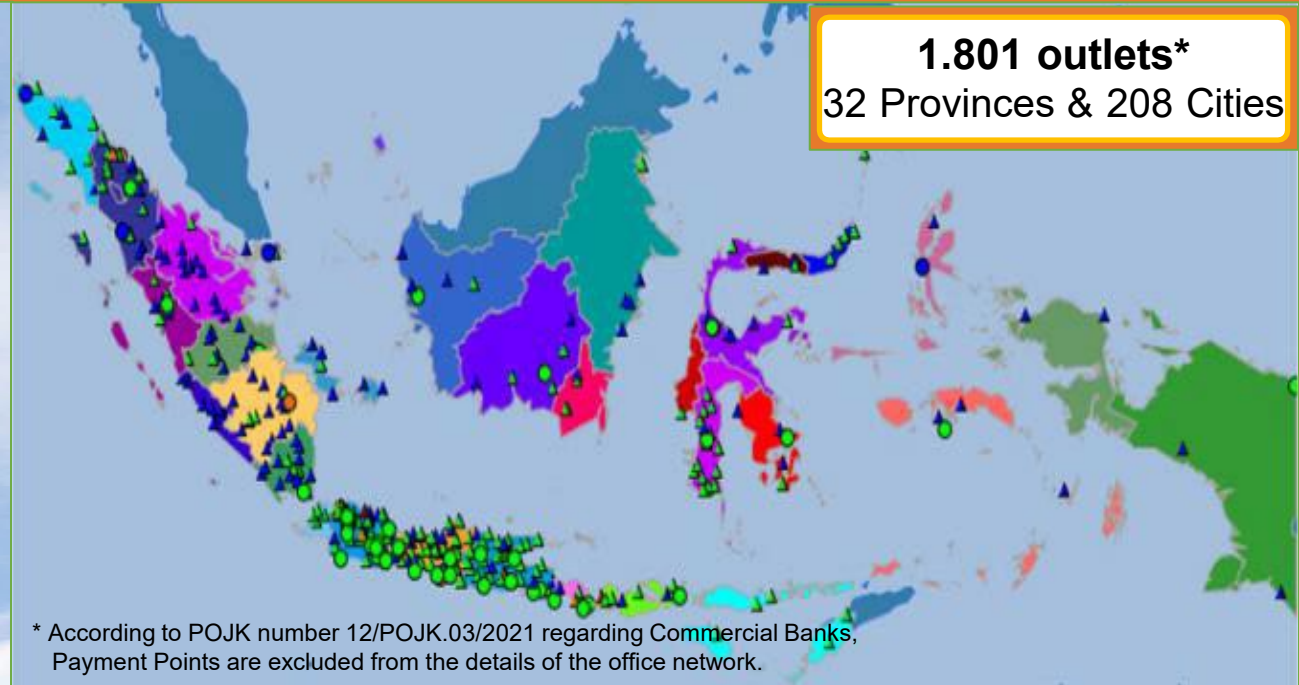 1.801 outlets*
32 Provinces & 208 Cities
* According to POJK number 12/POJK.03/2021 regarding Commercial Banks,
Payment Points are excluded from the details of the office network.